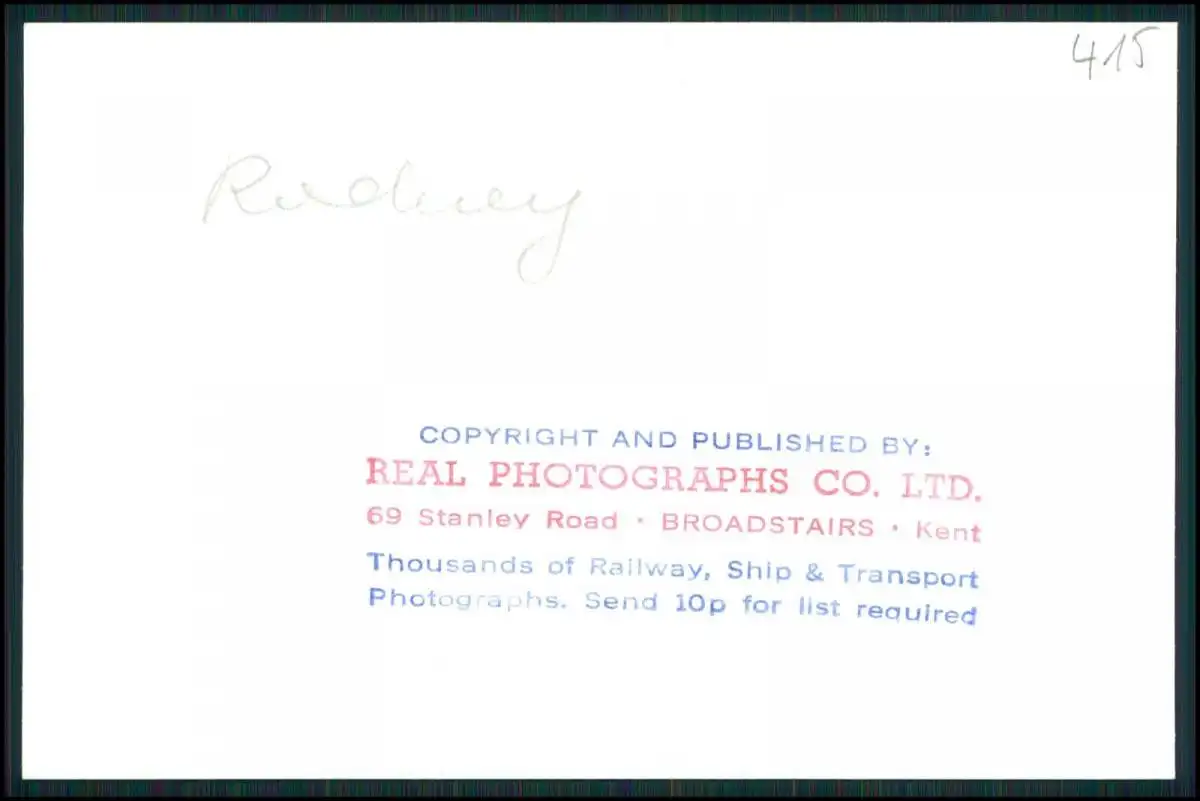 415
Rodney
COPYRIGHT AND PUBLISHED BY:
REAL PHOTOGRAPHS CO. LTD.
69 Stanley Road · BROADSTAIRS · Kent
Thousands of Railway, Ship & Transport
Photographs. Send 10p for list required